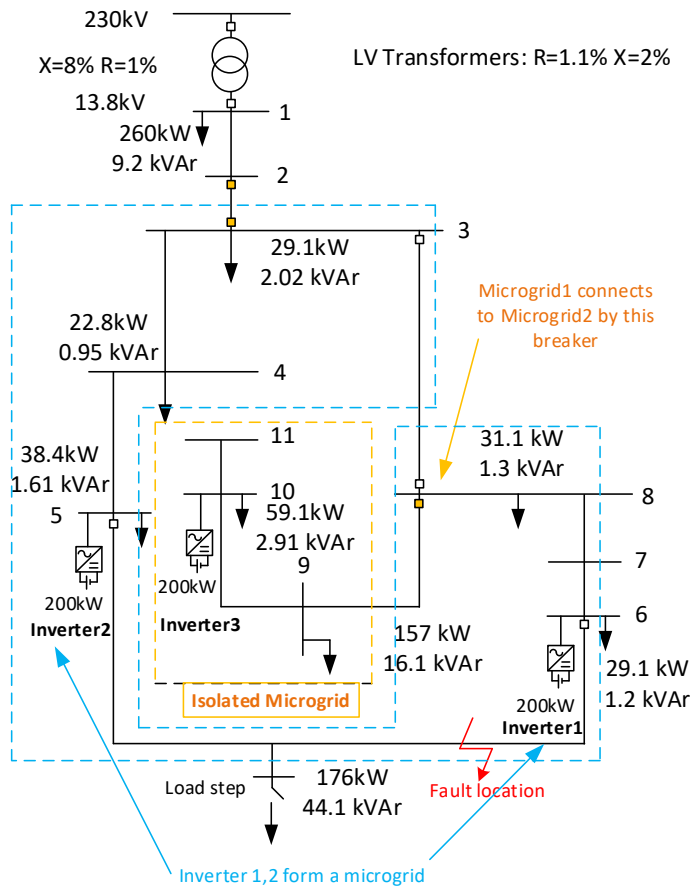 230kV
LV Transformers: R=1.1% X=2%
X=8% R=1%
13.8kV
1
260kW
9.2 kVAr
2
3
29.1kW
2.02 kVAr
Microgrid1 connects
to Microgrid2 by this
breaker
22.8kW
0.95 kVAr
4
11
31.1 kW
1.3 kVAr
38.4kW
1.61 kVAr
10
8
5
59.1kW
2.91 kVAr
9
7
200kW
Inverter2
200kW
Inverter3
6
157 kW
16.1 kVAr
29.1 kW
1.2 kVAr
Isolated Microgrid
200kW
Inverter1
Load step
176kW
44.1 kVAr
Fault location
Inverter 1,2 form a microgrid